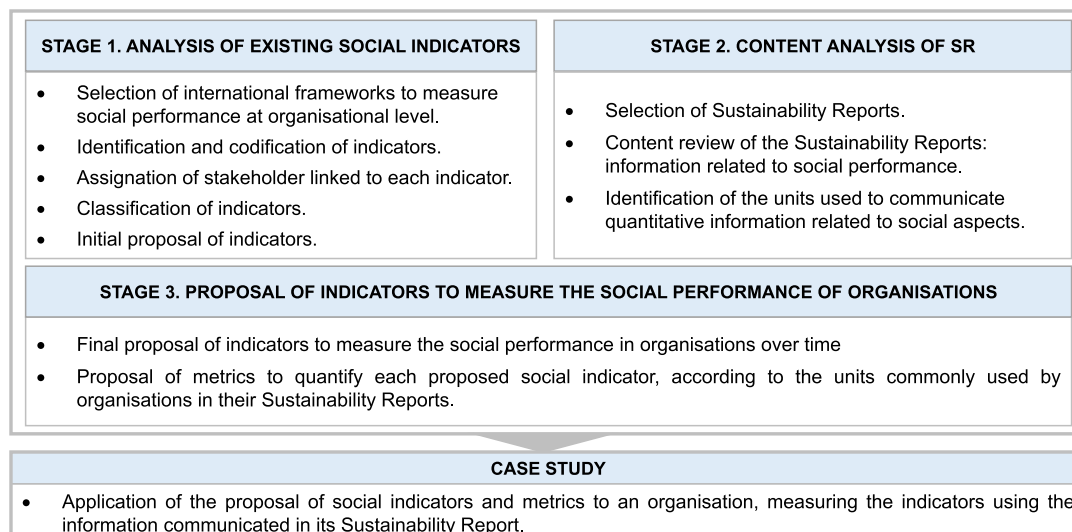 STAGE 1. ANALYSIS OF EXISTING SOCIAL INDICATORS
• Selection of international frameworks to measure
social performance at organisational level.
• Identification and codification of indicators.
• Assignation of stakeholder linked to each indicator.
• Classification of indicators.
• Initial proposal of indicators.
STAGE 2. CONTENT ANALYSIS OF SR
• Selection of Sustainability Reports.
• Content review of the Sustainability Reports:
information related to social performance.
• Identification of the units used to communicate
quantitative information related to social aspects.
STAGE 3. PROPOSAL OF INDICATORS TO MEASURE THE SOCIAL PERFORMANCE OF ORGANISATIONS
• Final proposal of indicators to measure the social performance in organisations over time
• Proposal of metrics to quantify each proposed social indicator, according to the units commonly used by
organisations in their Sustainability Reports.
CASE STUDY
• Application of the proposal of social indicators and metrics to an organisation, measuring the indicators using the
information communicated in its Sustainability Report.